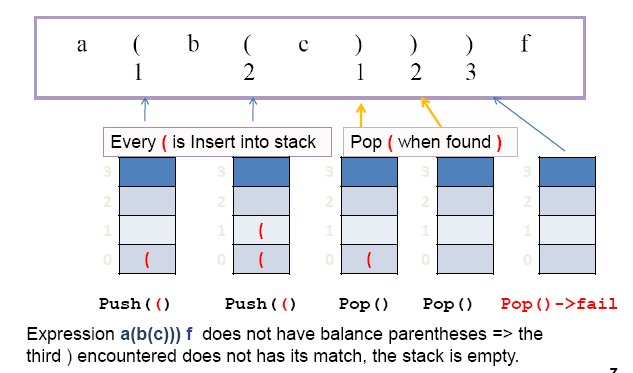 a ( b ( c ) ) ) f
1 2 1 2 3
Every ( is Insert into stack
Pop ( when found )
3 3 3 3 3
2 2 2 2 2
1 1 ( 1 1 1
0 ( 0 ( 0 ( 0 0
Push(() Push(() Pop() Pop() Pop()->fail
Expression a(b(c))) f does not have balance parentheses => the
third ) encountered does not has its match, the stack is empty.